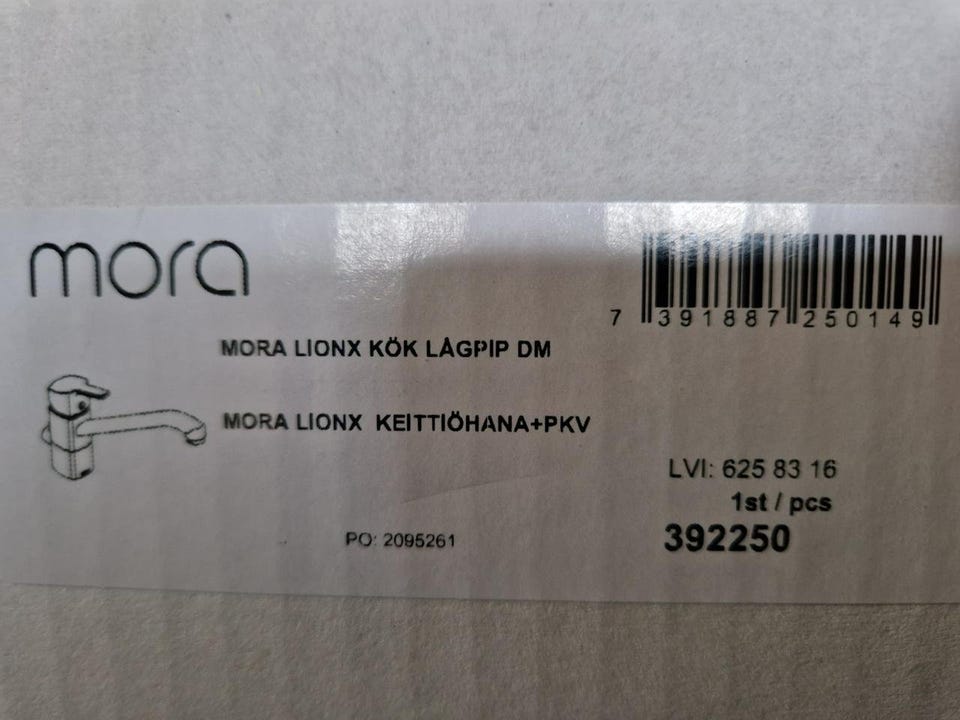 mora
7 391887 250149
MORA LIONX KÖK LÅGPIP DM
MORA LIONX KEITTIÖHANA+PKV
LVI: 625 83 16
1st / pcs
PO: 2095261
392250